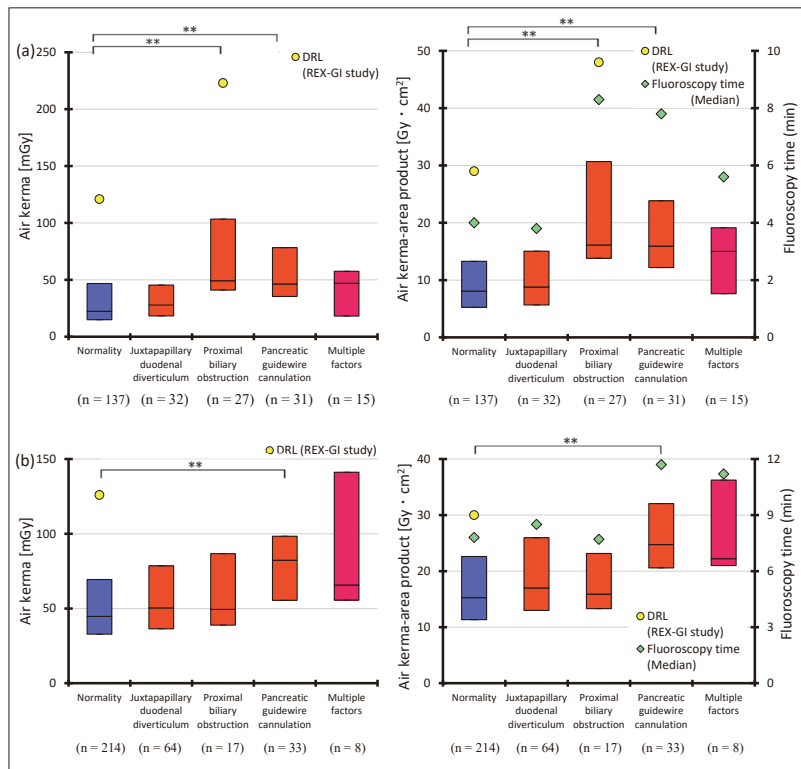 (a)
**
**
DRL
(REX-GI study)
Air kerma [mGy]
250
200
150
100
50
0
Normality
Juxtapapillary
duodenal
diverticulum
Proximal
biliary
obstruction
Pancreatic
guidewire
cannulation
Multiple
factors
(n = 137)
(n = 32)
(n = 27)
(n = 31)
(n = 15)
**
**
DRL
(REX-GI study)
Fluoroscopy time
(Median)
Air kerma-area product [Gy・cm²]
50
40
30
20
10
0
10
8
6
4
2
0
Fluoroscopy time (min)
Normality
Juxtapapillary
duodenal
diverticulum
Proximal
biliary
obstruction
Pancreatic
guidewire
cannulation
Multiple
factors
(n = 137)
(n = 32)
(n = 27)
(n = 31)
(n = 15)
(b)
**
DRL (REX-GI study)
Air kerma [mGy]
150
100
50
0
Normality
Juxtapapillary
duodenal
diverticulum
Proximal
biliary
obstruction
Pancreatic
guidewire
cannulation
Multiple
factors
(n = 214)
(n = 64)
(n = 17)
(n = 33)
(n = 8)
**
Air kerma-area product [Gy・cm²]
40
30
20
10
0
12
9
6
3
0
Fluoroscopy time (min)
DRL
(REX-GI study)
Fluoroscopy time
(Median)
Normality
Juxtapapillary
duodenal
diverticulum
Proximal
biliary
obstruction
Pancreatic
guidewire
cannulation
Multiple
factors
(n = 214)
(n = 64)
(n = 17)
(n = 33)
(n = 8)